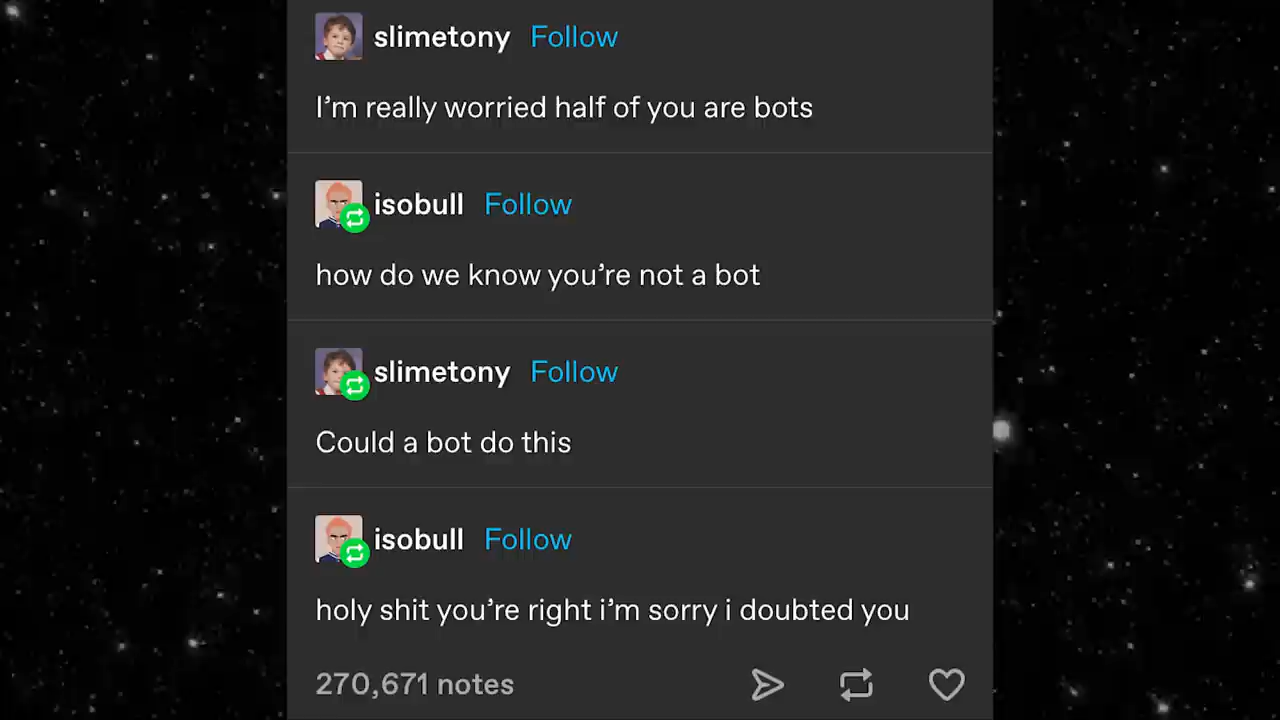 slimetony Follow
I’m really worried half of you are bots
isobull Follow
how do we know you’re not a bot
slimetony Follow
Could a bot do this
isobull Follow
holy shit you’re right i’m sorry i doubted you
270,671 notes